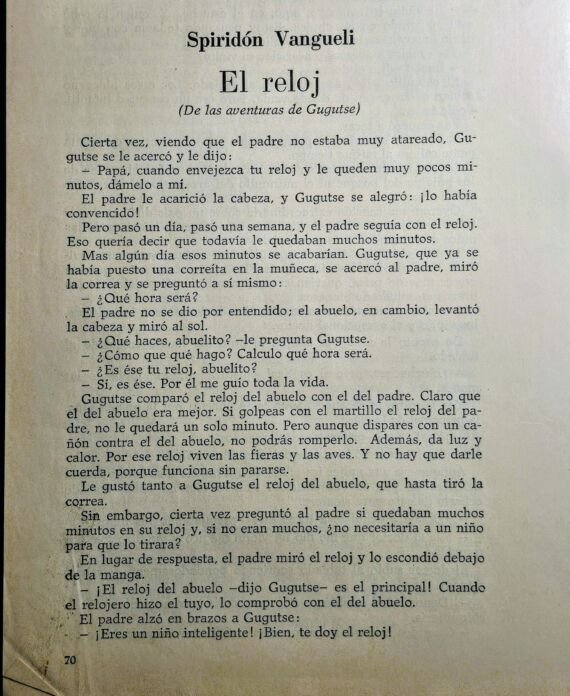 Spiridón Vangueli
El reloj
(De las aventuras de Gugutse)
Cierta vez, viendo que el padre no estaba muy atareado, Gu-
gutse se le acercó y le dijo:
– Papá, cuando envejezca tu reloj y le queden muy pocos mi-
nutos, dámelo a mí.
El padre le acarició la cabeza, y Gugutse se alegró: ¡lo había
convencido!
Pero pasó un día, pasó una semana, y el padre seguía con el reloj.
Eso quería decir que todavía le quedaban muchos minutos.
Mas algún día esos minutos se acabarían. Gugutse, que ya se
había puesto una correíta en la muñeca, se acercó al padre, miró
la correa y se preguntó a sí mismo:
– ¿Qué hora será?
El padre no se dio por entendido; el abuelo, en cambio, levantó
la cabeza y miró al sol.
– ¿Qué haces, abuelito? –le pregunta Gugutse.
– ¿Cómo que qué hago? Calculo qué hora será.
– ¿Es ése tu reloj, abuelito?
– Sí, es ése. Por él me guío toda la vida.
Gugutse comparó el reloj del abuelo con el del padre. Claro que
el del abuelo era mejor. Si golpeas con el martillo el reloj del pa-
dre, no le quedará un solo minuto. Pero aunque dispares con un ca-
ñón contra el del abuelo, no podrás romperlo. Además, da luz y
calor. Por ese reloj viven las fieras y las aves. Y no hay que darle
cuerda, porque funciona sin pararse.
Le gustó tanto a Gugutse el reloj del abuelo, que hasta tiró la
correa.
Sin embargo, cierta vez preguntó al padre si quedaban muchos
minutos en su reloj y, si no eran muchos, ¿no necesitaría a un niño
para que lo tirara?
En lugar de respuesta, el padre miró el reloj y lo escondió debajo
de la manga.
– ¡El reloj del abuelo –dijo Gugutse– es el principal! Cuando
el relojero hizo el tuyo, lo comprobó con el del abuelo.
El padre alzó en brazos a Gugutse:
– ¡Eres un niño inteligente! ¡Bien, te doy el reloj!
70